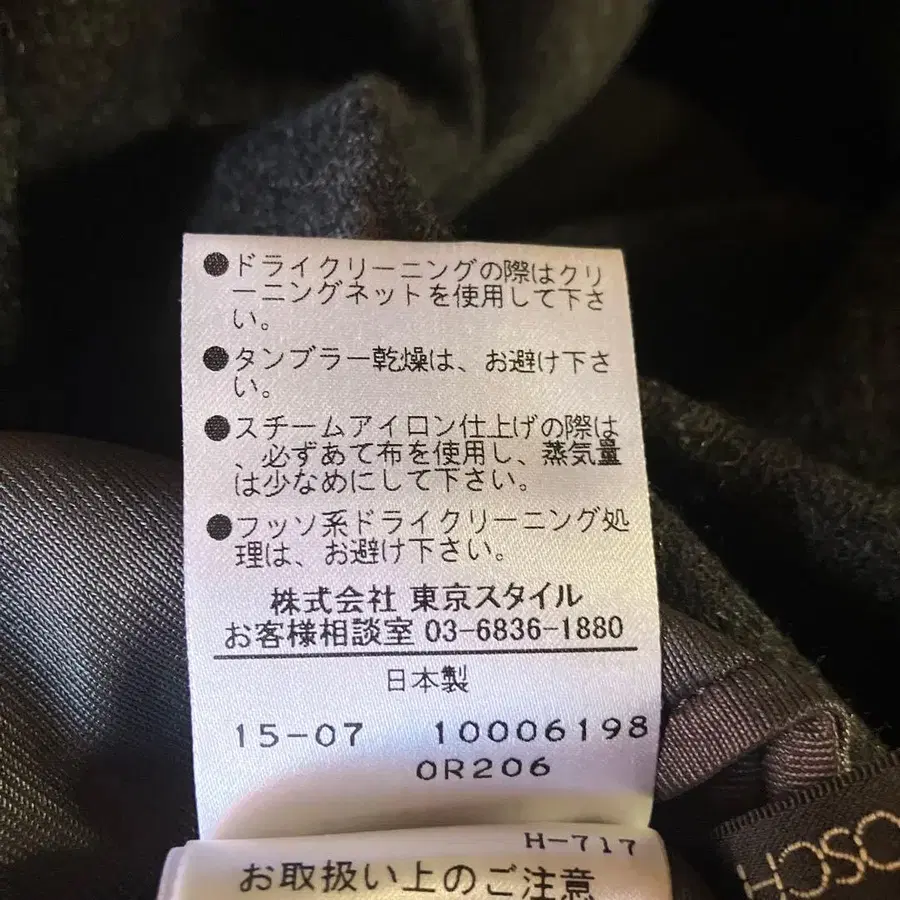 ●ドライクリーニングの際はクリ
ーニングネットを使用して下さ
い。
●タンブラー乾燥は、お避け下さ
い。
●スチームアイロン仕上げの際は
、必ずあて布を使用し、蒸気量
は少なめにして下さい。
●フッソ系ドライクリーニング処
理は、お避け下さい。
株式会社 東京スタイル
お客様相談室 03-6836-1880
日本製
15-07 100061980
0R206
H-717
お取扱い上のご注意
OSCH